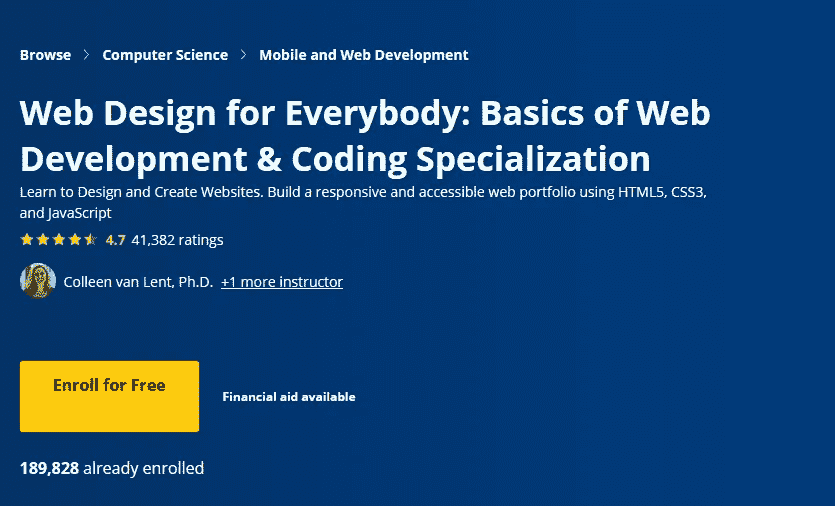 Browse > Computer Science > Mobile and Web Development
Web Design for Everybody: Basics of Web
Development & Coding Specialization
Learn to Design and Create Websites. Build a responsive and accessible web portfolio using HTML5, CSS3,
and JavaScript
4.7 41,382 ratings
Colleen van Lent, Ph.D. +1 more instructor
Enroll for Free
Financial aid available
189,828 already enrolled